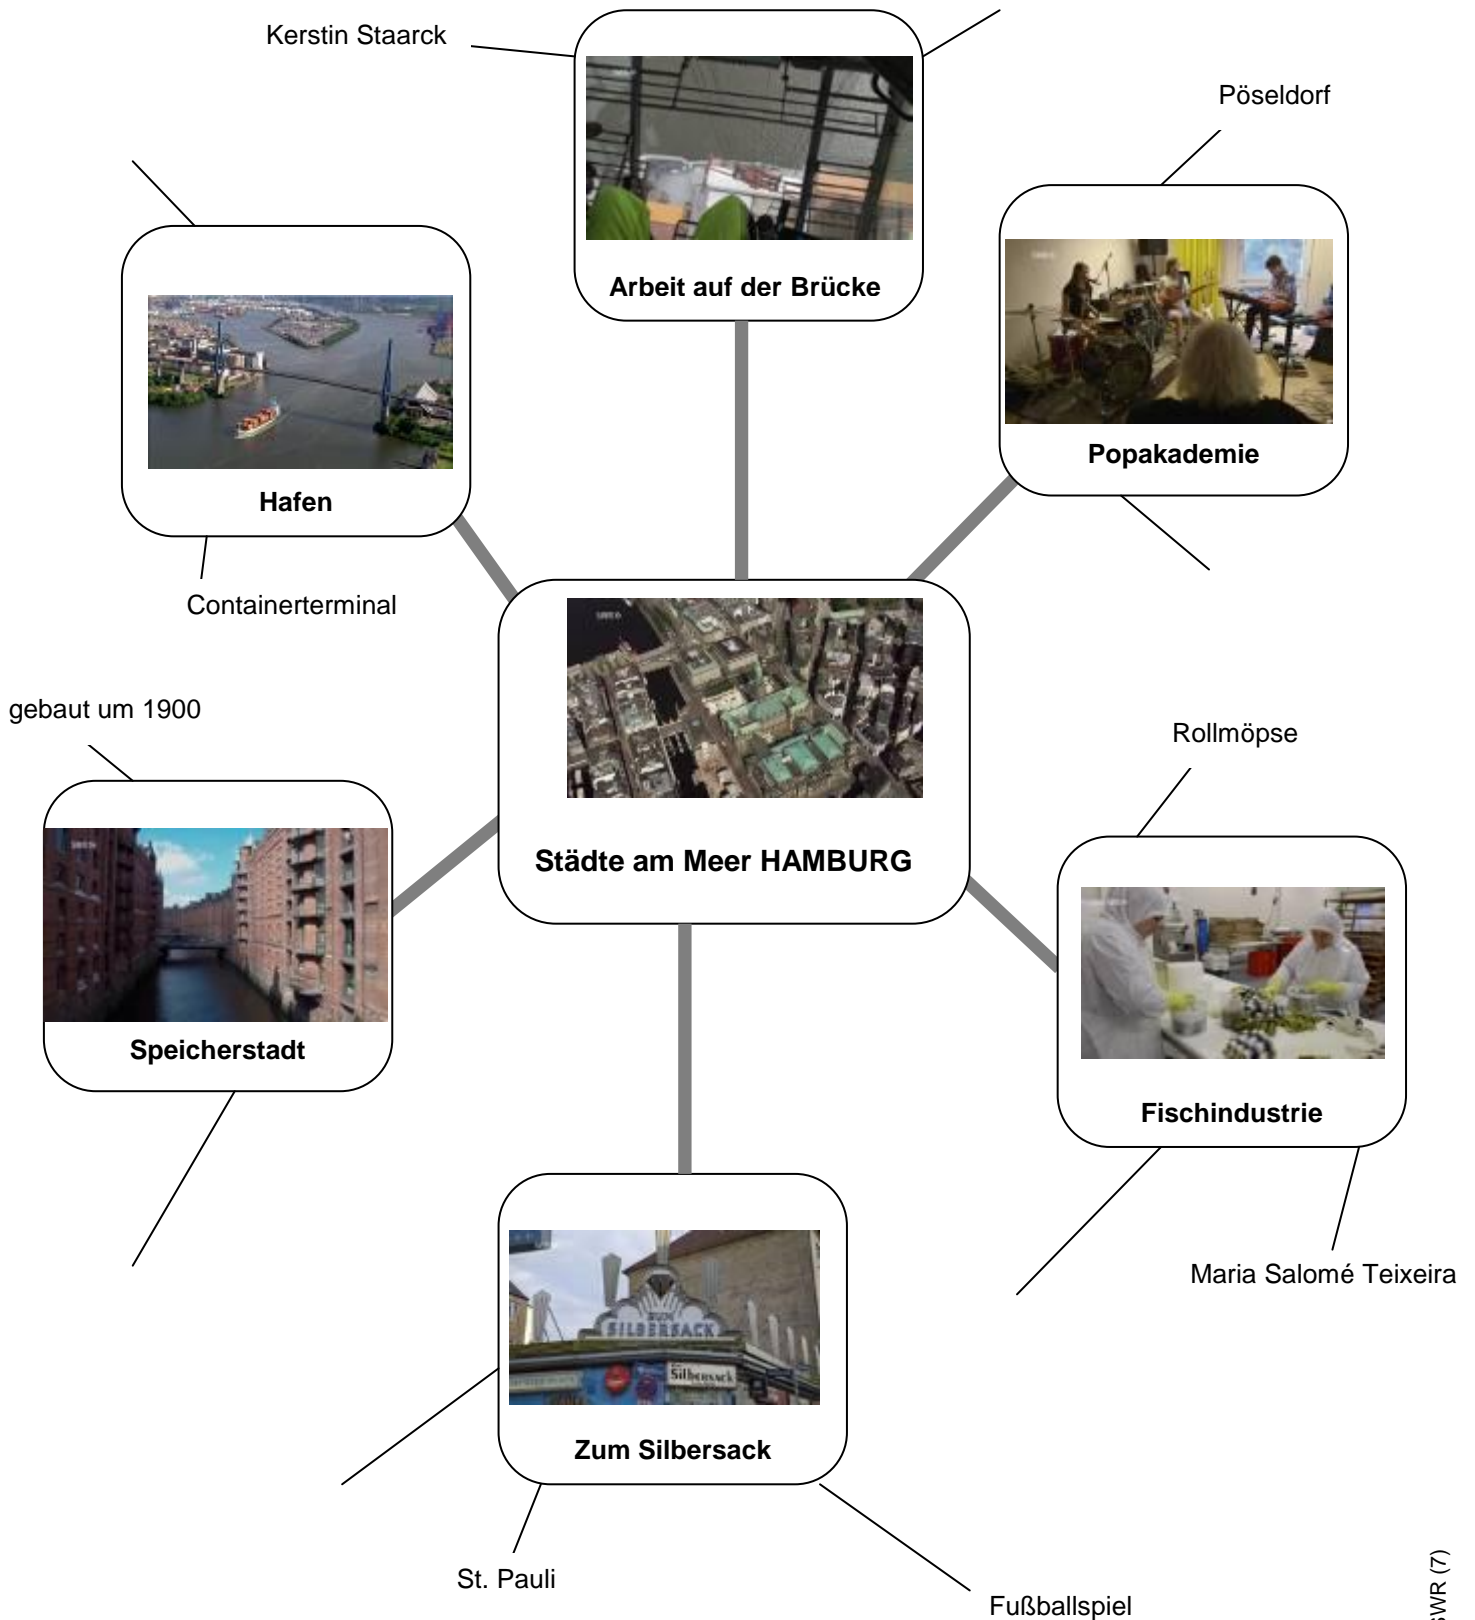 Kerstin Staarck
Pöseldorf
Arbeit auf der Brücke
Popakademie
Hafen
Containerterminal
gebaut um 1900
Rollmöpse
Städte am Meer HAMBURG
Speicherstadt
Fischindustrie
Maria Salomé Teixeira
ZUM
SILBERSACK
Silbersack
Zum Silbersack
St. Pauli
Fußballspiel
SWR (7)